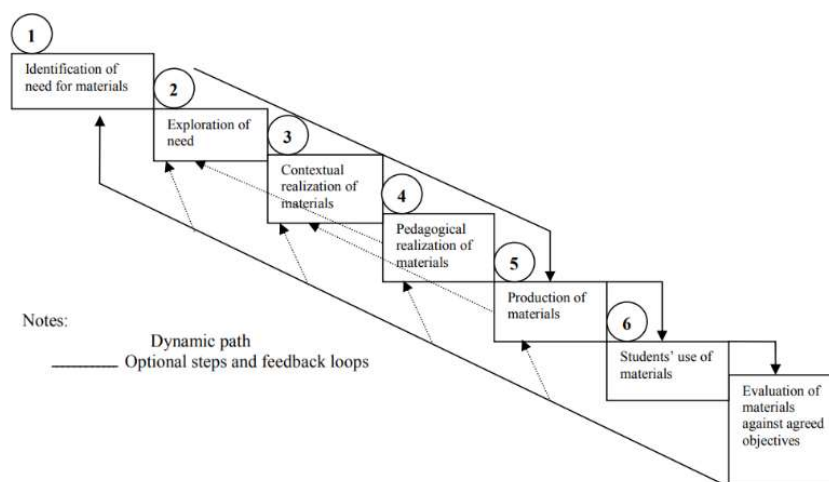 1
Identification of
need for materials
2
Exploration of
need
3
Contextual
realization of
materials
4
Pedagogical
realization of
materials
5
Production of
materials
6
Students’ use of
materials
Evaluation of
materials
against agreed
objectives
Notes:
Dynamic path
Optional steps and feedback loops